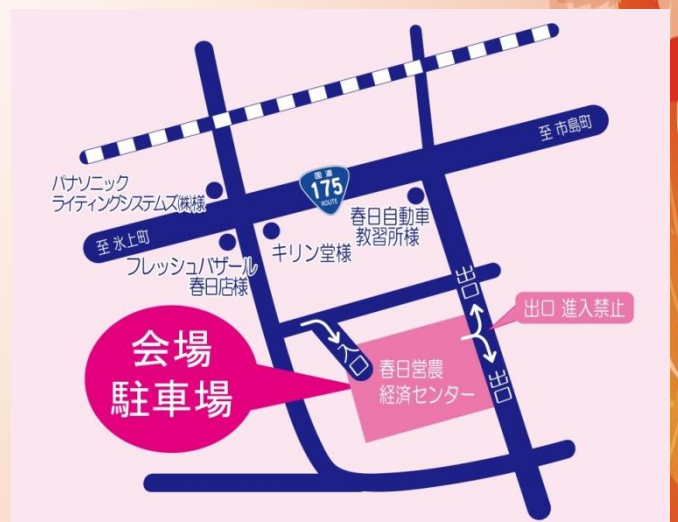 至 市島町
国道
175
ROUTE
パナソニック
ライティングシステムズ㈱様
春日自動車
教習所様
至 氷上町
キリン堂様
フレッシュバザール
春日店様
出口
出口 進入禁止
入口
会場
駐車場
春日営農
経済センター
出口